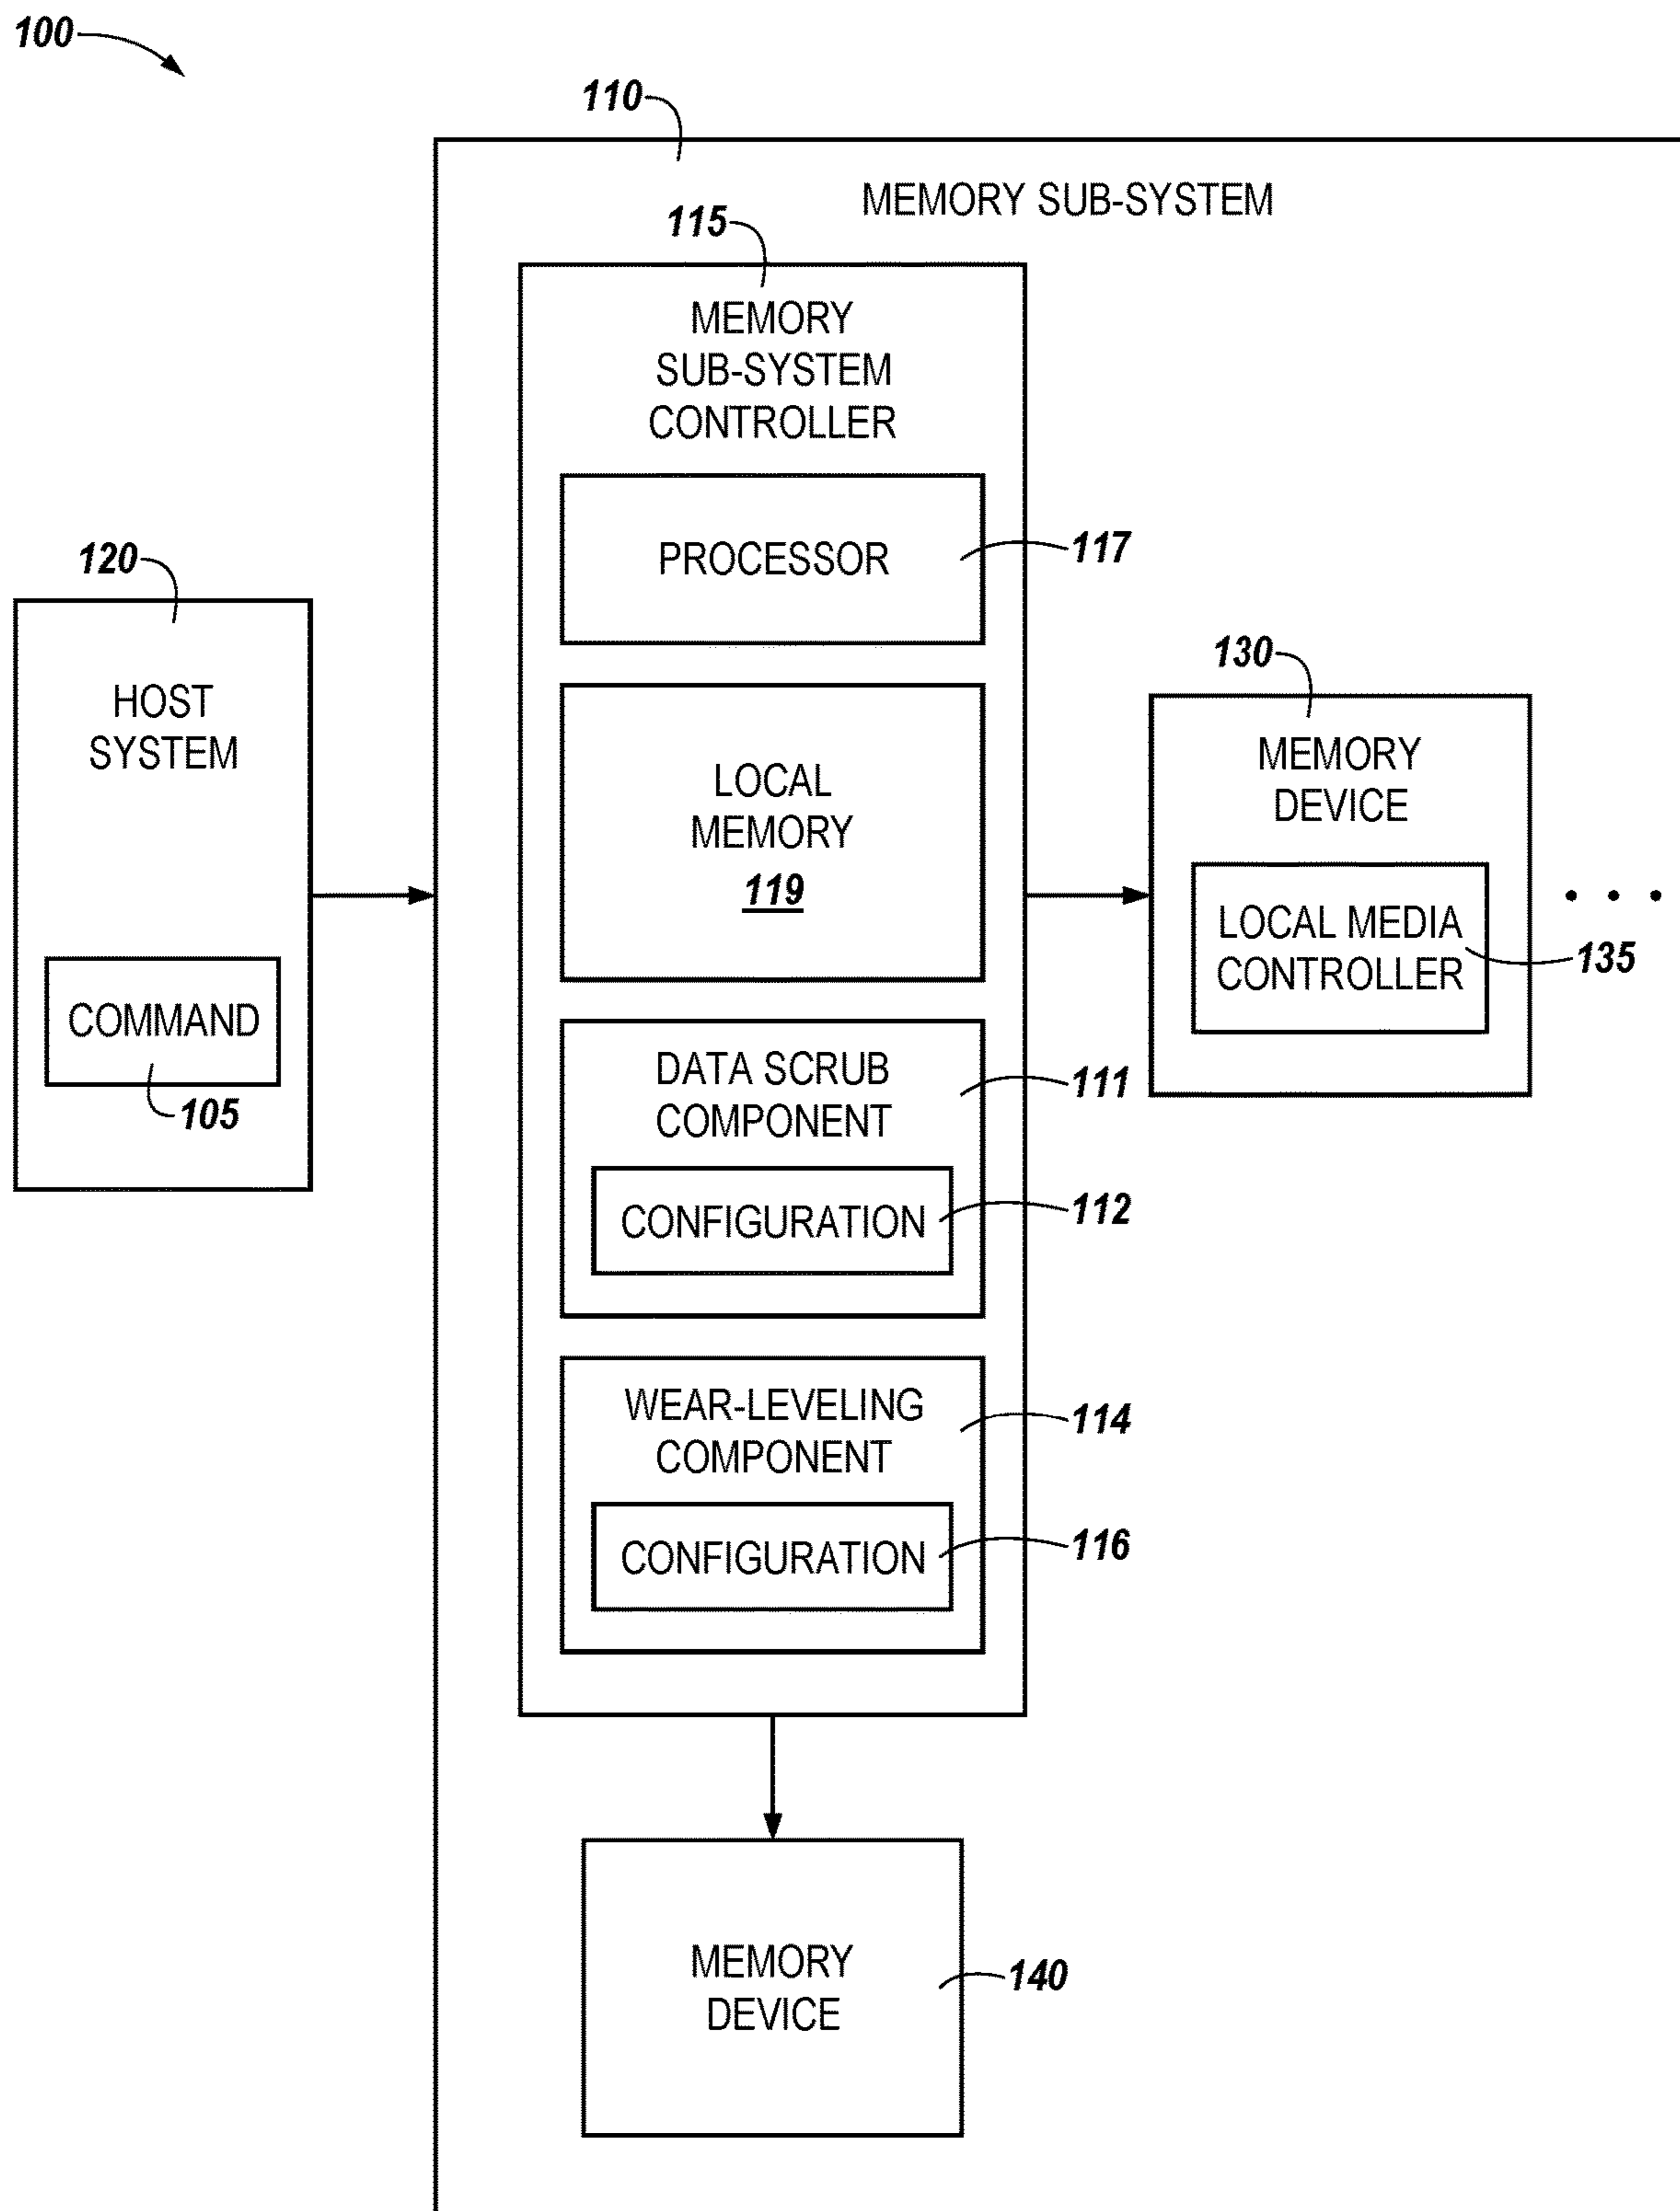 100
110
MEMORY SUB-SYSTEM
115
MEMORY
SUB-SYSTEM
CONTROLLER
PROCESSOR
117
120
HOST
SYSTEM
COMMAND
105
LOCAL
MEMORY
119
130
MEMORY
DEVICE
LOCAL MEDIA
CONTROLLER
135
DATA SCRUB
COMPONENT
111
CONFIGURATION
112
WEAR-LEVELING
COMPONENT
114
CONFIGURATION
116
MEMORY
DEVICE
140